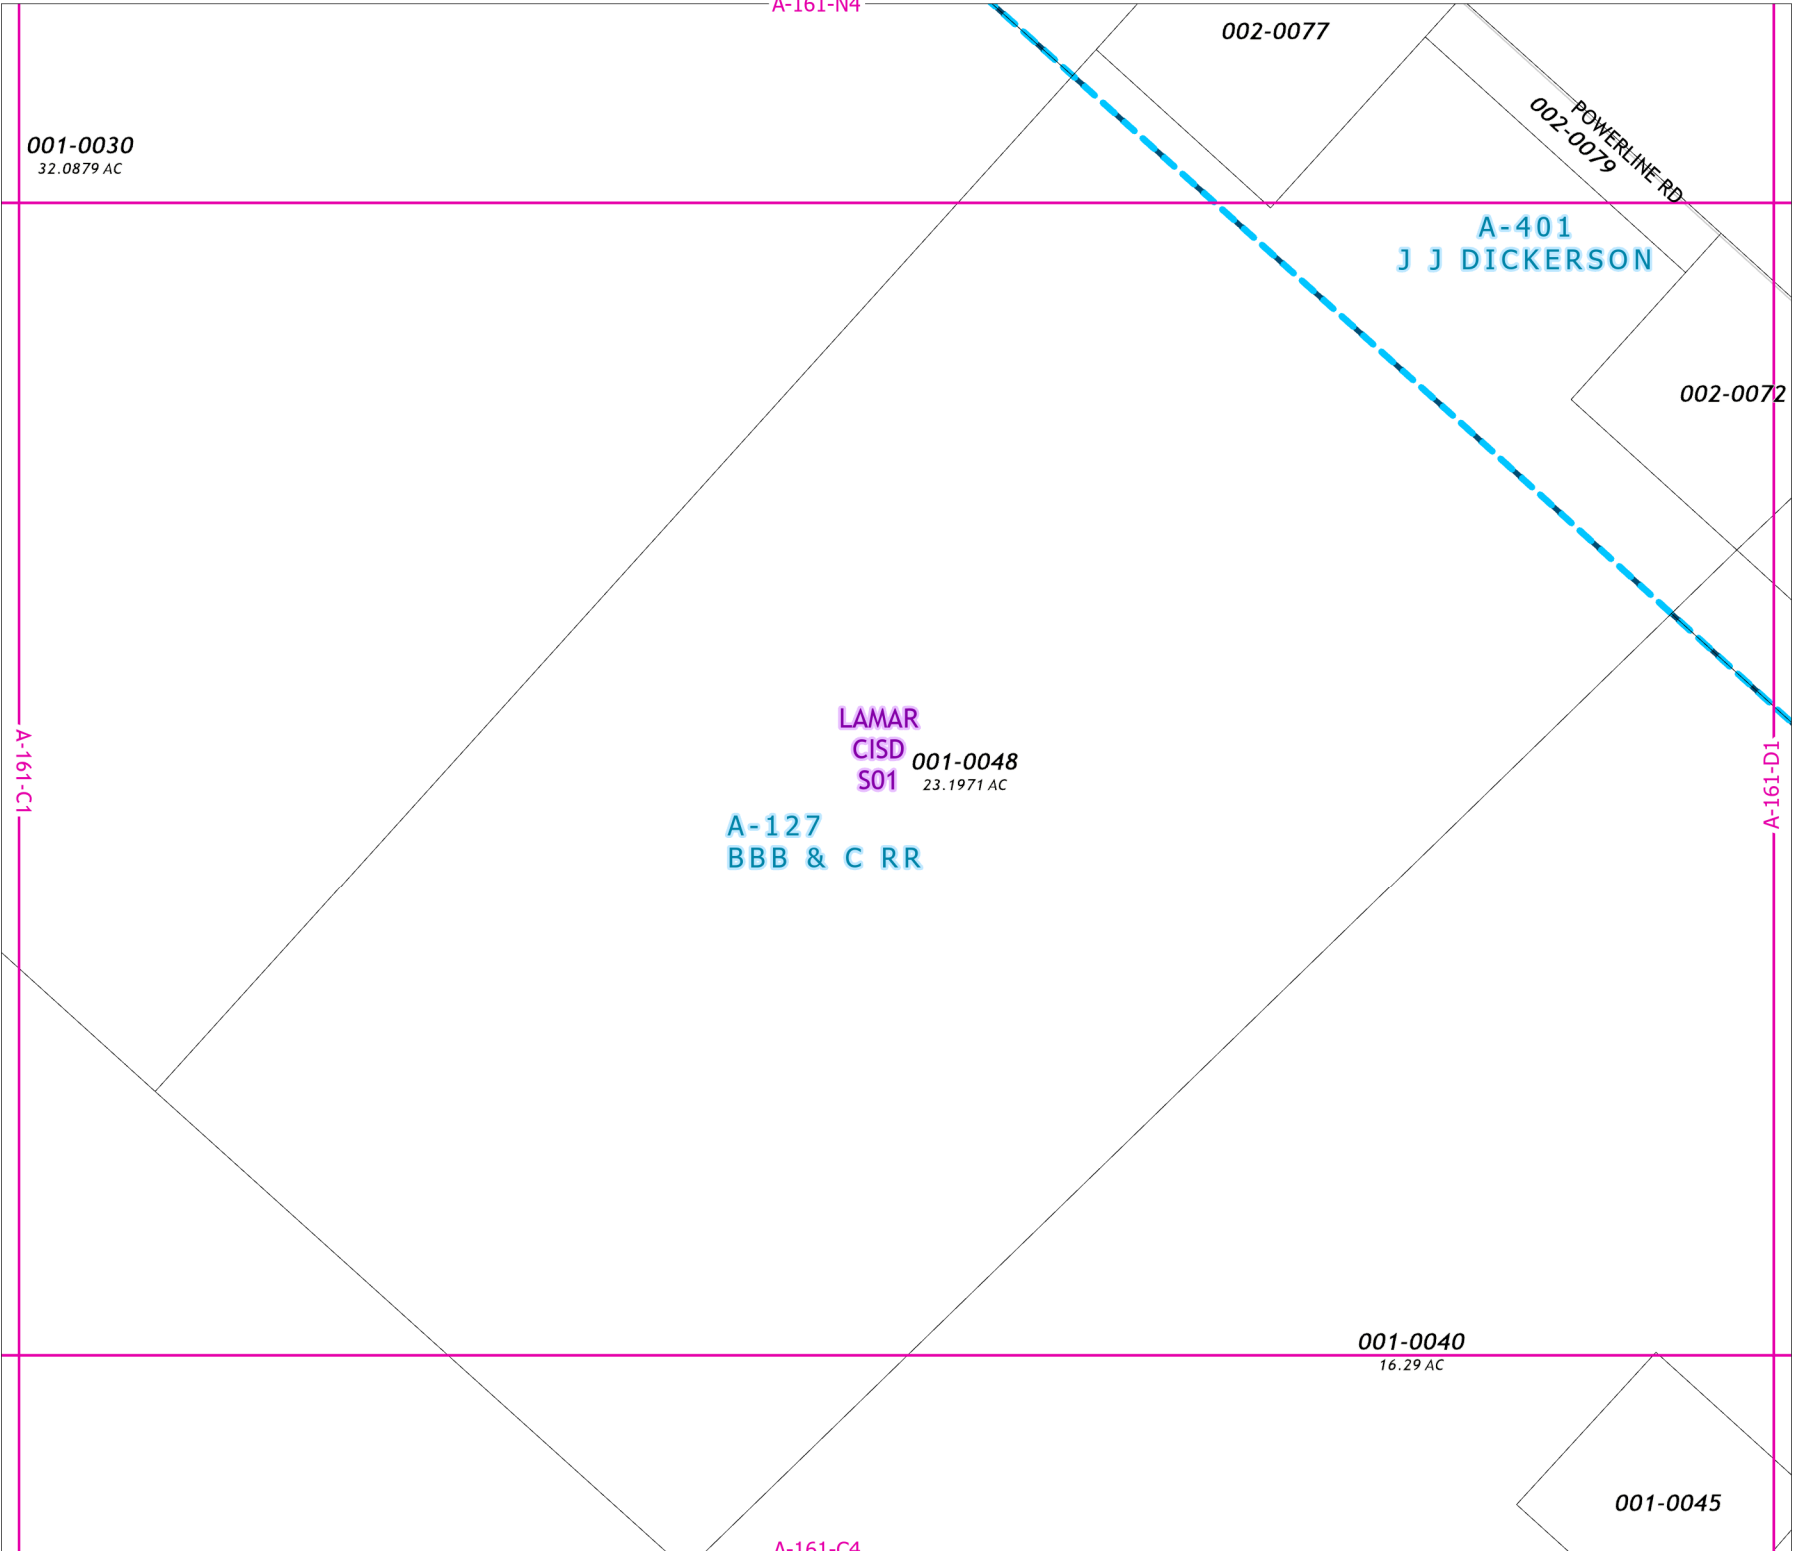 A-161-N4
002-0077
POWERLINE RD
002-0079
001-0030
32.0879 AC
A-401
J J DICKERSON
002-0072
LAMAR
CISD
S01
001-0048
23.1971 AC
A-161-C1
A-161-D1
A-127
BBB & C RR
001-0040
16.29 AC
001-0045
A-161-C4